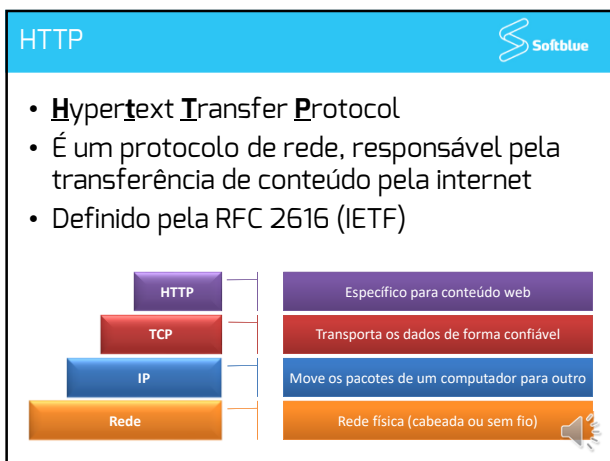 HTTP
Softblue
• Hypertext Transfer Protocol
• É um protocolo de rede, responsável pela
transferência de conteúdo pela internet
• Definido pela RFC 2616 (IETF)
HTTP Específico para conteúdo web
TCP Transporta os dados de forma confiável
IP Move os pacotes de um computador para outro
Rede Rede física (cabeada ou sem fio)